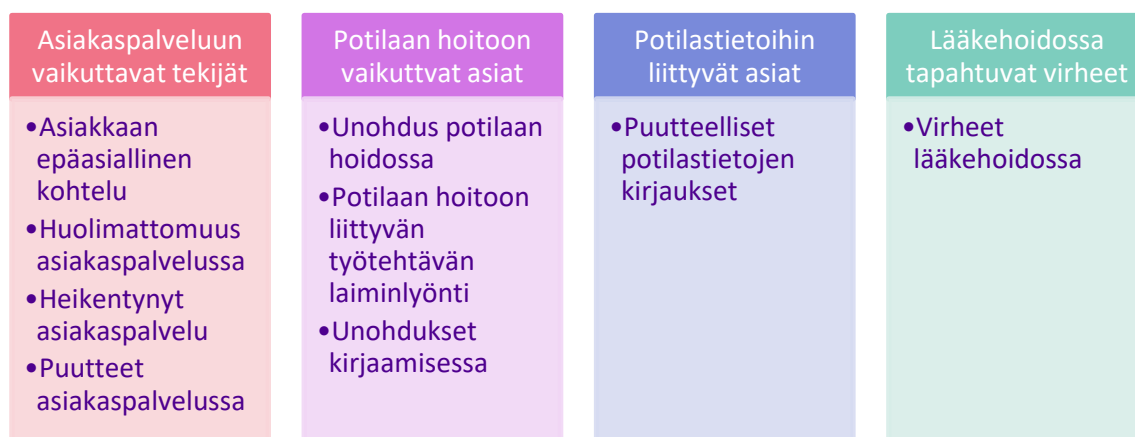 Asiakaspalveluun
vaikuttavat tekijät
•Asiakkaan
epäasiallinen
kohtelu
•Huolimattomuus
asiakaspalvelussa
•Heikentynyt
asiakaspalvelu
•Puutteet
asiakaspalvelussa
Potilaan hoitoon
vaikuttvat asiat
•Unohdus potilaan
hoidossa
•Potilaan hoitoon
liittyvän
työtehtävän
laiminlyönti
•Unohdukset
kirjaamisessa
Potilastietoihin
liittyvät asiat
•Puutteelliset
potilastietojen
kirjaukset
Lääkehoidossa
tapahtuvat virheet
•Virheet
lääkehoidossa